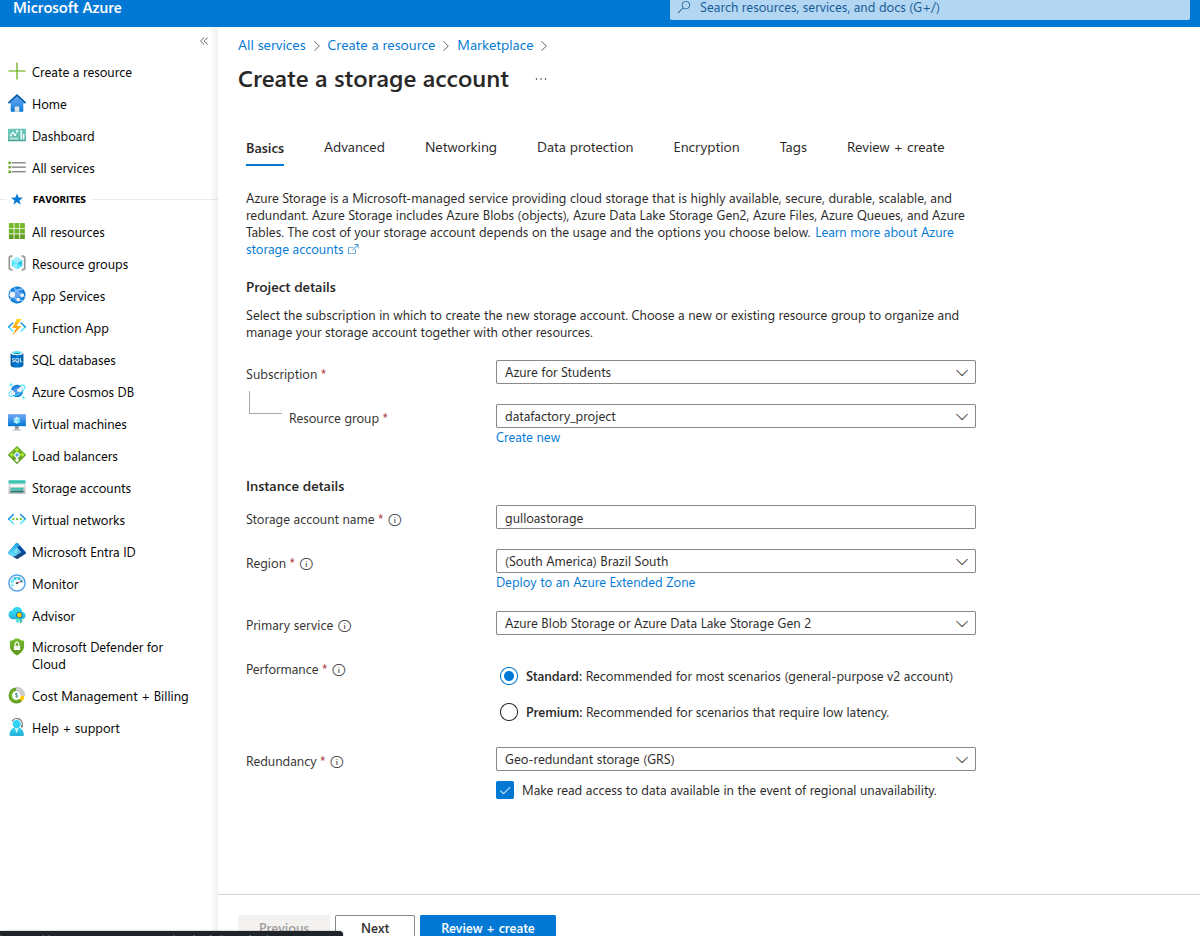 Microsoft Azure
Search resources, services, and docs (G+/)
«
Create a resource
Home
Dashboard
All services
FAVORITES
All resources
Resource groups
App Services
Function App
SQL databases
Azure Cosmos DB
Virtual machines
Load balancers
Storage accounts
Virtual networks
Microsoft Entra ID
Monitor
Advisor
Microsoft Defender for
Cloud
Cost Management + Billing
Help + support
All services > Create a resource > Marketplace >
Create a storage account ...
Basics Advanced Networking Data protection Encryption Tags Review + create
Azure Storage is a Microsoft-managed service providing cloud storage that is highly available, secure, durable, scalable, and
redundant. Azure Storage includes Azure Blobs (objects), Azure Data Lake Storage Gen2, Azure Files, Azure Queues, and Azure
Tables. The cost of your storage account depends on the usage and the options you choose below. Learn more about Azure
storage accounts
Project details
Select the subscription in which to create the new storage account. Choose a new or existing resource group to organize and
manage your storage account together with other resources.
Subscription * Azure for Students
Resource group * datafactory_project
Create new
Instance details
Storage account name * gulloastorage
Region * (South America) Brazil South
Deploy to an Azure Extended Zone
Primary service Azure Blob Storage or Azure Data Lake Storage Gen 2
Performance * Standard: Recommended for most scenarios (general-purpose v2 account)
Premium: Recommended for scenarios that require low latency.
Redundancy * Geo-redundant storage (GRS)
Make read access to data available in the event of regional unavailability.
Previous Next Review + create